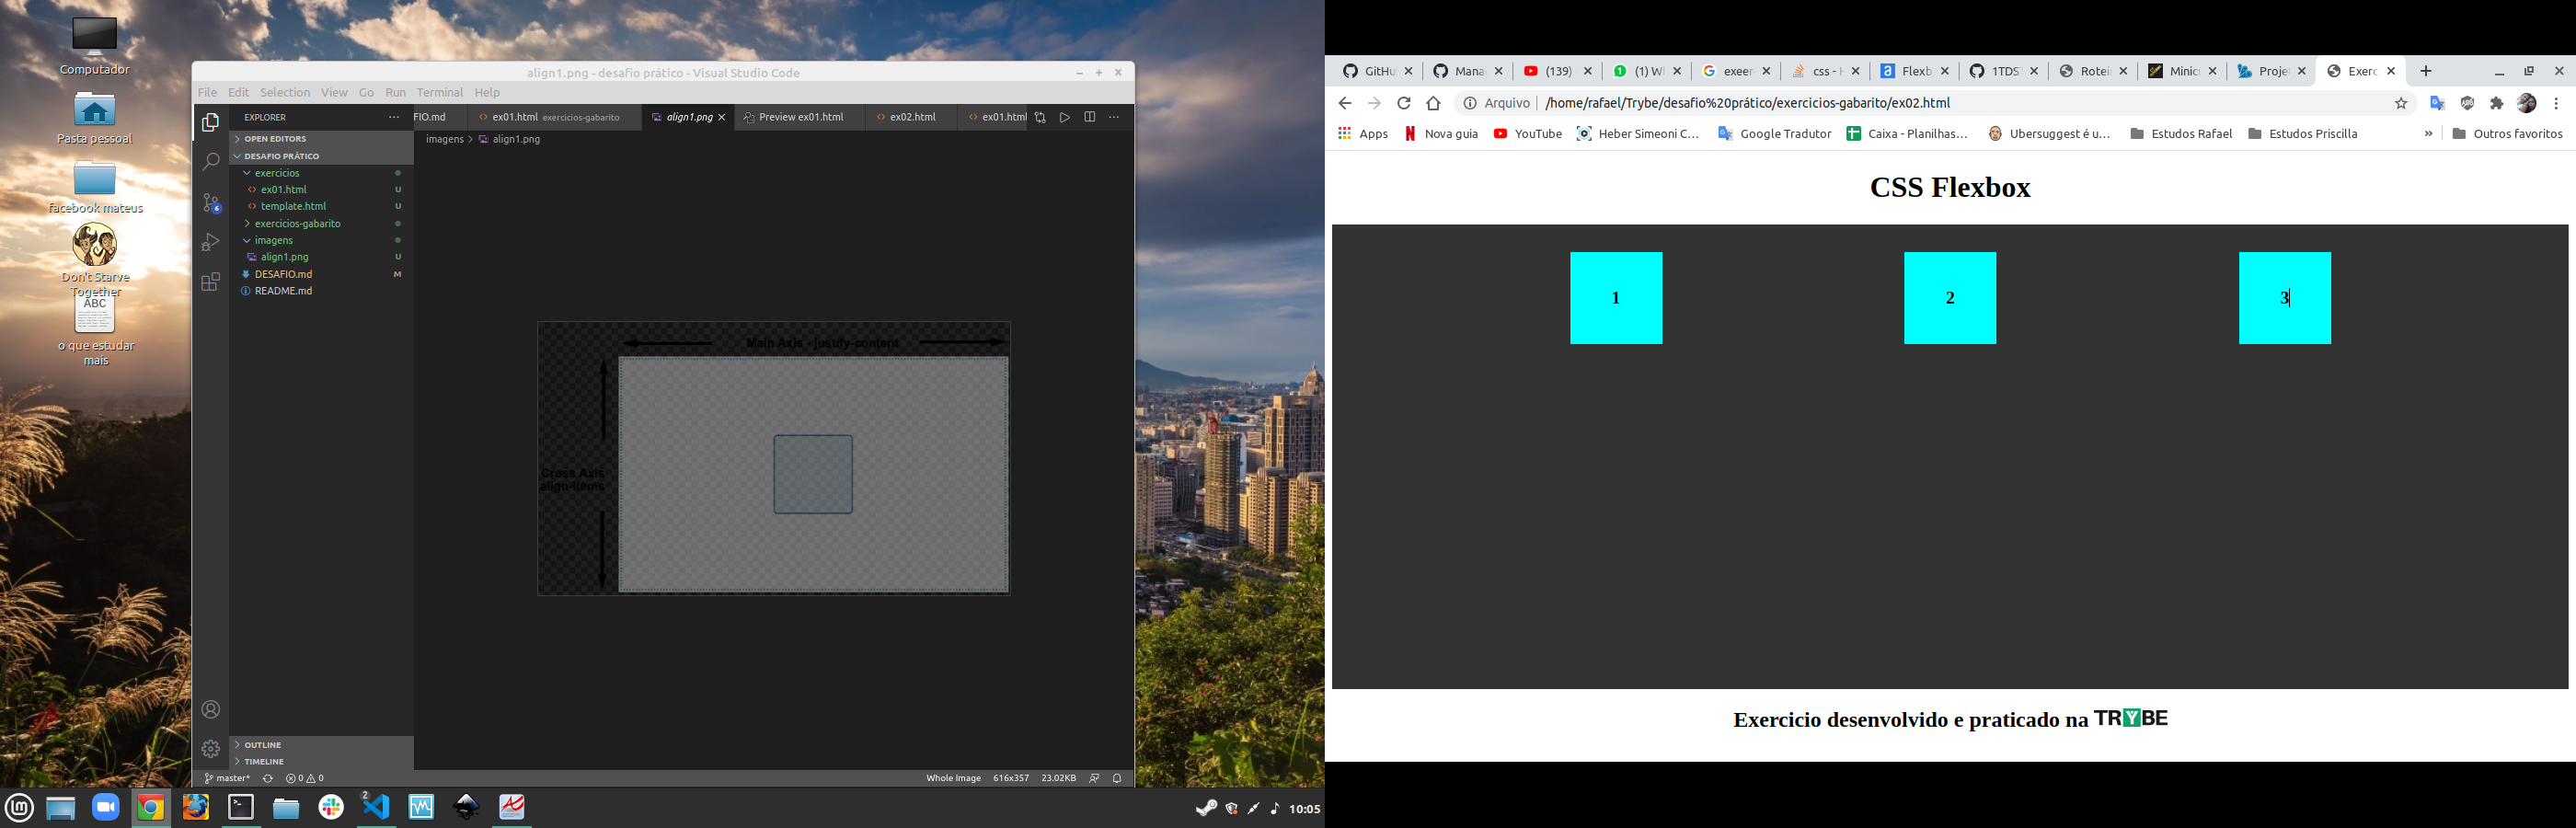 Computador
Pasta pessoal
facebook mateus
Don't Starve
Together
ABC
o que estudar
mais
align1.png - desafio prático - Visual Studio Code
File Edit Selection View Go Run Terminal Help
EXPLORER
OPEN EDITORS
DESAFIO PRÁTICO
exercicios
ex01.html U
template.html U
exercicios-gabarito
imagens
align1.png U
DESAFIO.md M
README.md
6
OUTLINE
TIMELINE
FIO.md
ex01.html exercicios-gabarito
align1.png
Preview ex01.html
ex02.html
ex01.html
imagens > align1.png
Main Axis - justify-content
Cross Axis
align-items
master*
0
0
Whole Image 616x357 23.02KB
2
10:05
GitHu
Mana
(139)
(1) W
exeer
css - H
Flexb
1TDS
Rotei
Minic
Proje
Exerc
Arquivo | /home/rafael/Trybe/desafio%20prático/exercicios-gabarito/ex02.html
Apps
Nova guia
YouTube
Heber Simeoni C...
Google Tradutor
Caixa - Planilhas...
Ubersuggest é u...
Estudos Rafael
Estudos Priscilla
»
Outros favoritos
CSS Flexbox
1
2
3
Exercicio desenvolvido e praticado na TRYBE